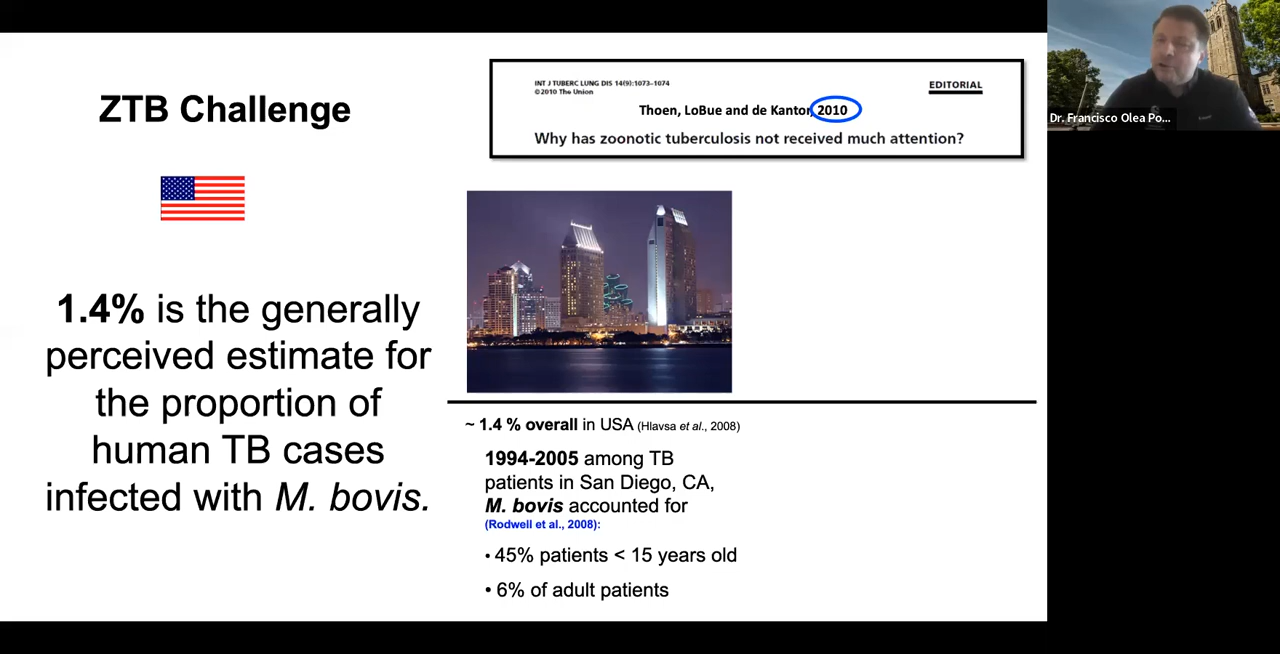 ZTB Challenge
1.4% is the generally
perceived estimate for
the proportion of
human TB cases
infected with M. bovis.
INT J TUBERC LUNG DIS 14(9):1073–1074
©2010 The Union
EDITORIAL
Thoen, LoBue and de Kantor, 2010
Why has zoonotic tuberculosis not received much attention?
~ 1.4 % overall in USA (Hlavsa et al., 2008)
1994-2005 among TB
patients in San Diego, CA,
M. bovis accounted for
(Rodwell et al., 2008):
• 45% patients < 15 years old
• 6% of adult patients
Dr. Francisco Olea Po...